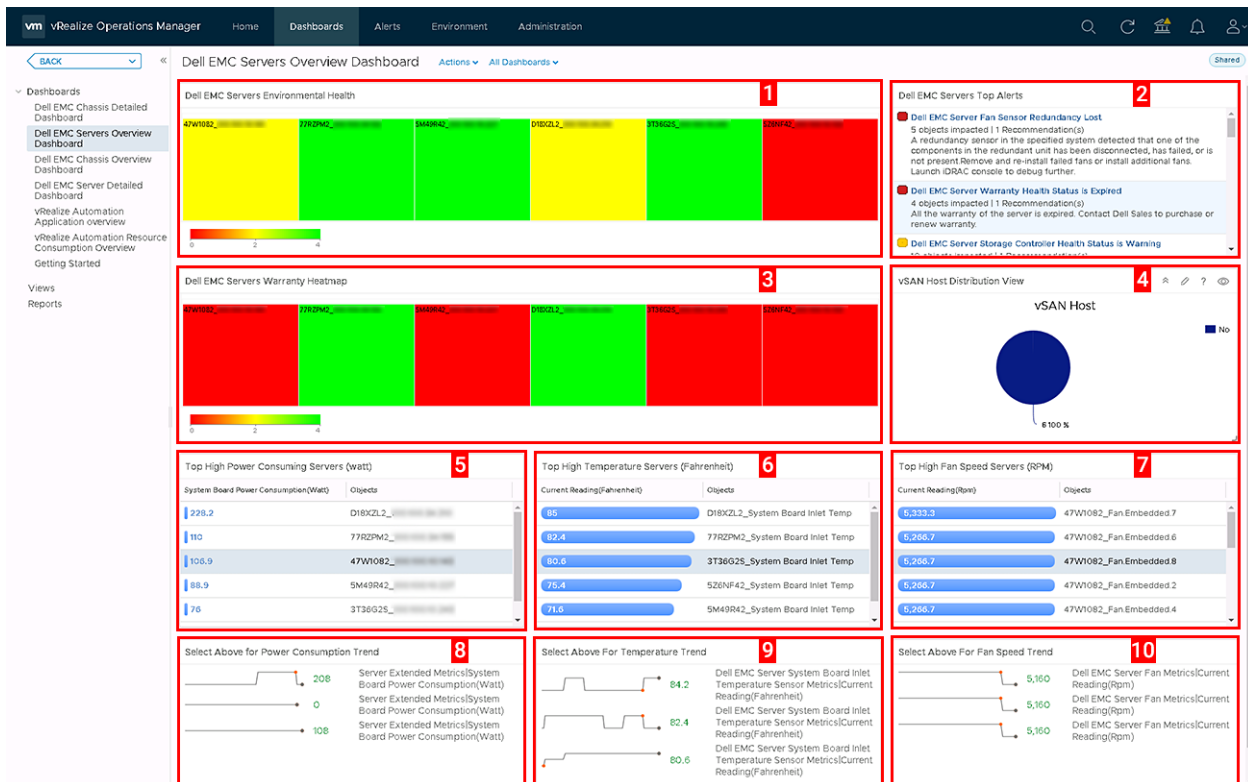 vm vRealize Operations Manager Home Dashboards Alerts Environment Administration
BACK
Dell EMC Servers Overview Dashboard Actions All Dashboards Shared
Dashboards
Dell EMC Chassis Detailed
Dashboard
Dell EMC Servers Overview
Dashboard
Dell EMC Chassis Overview
Dashboard
Dell EMC Server Detailed
Dashboard
vRealize Automation
Application overview
vRealize Automation Resource
Consumption Overview
Getting Started
Views
Reports
Dell EMC Servers Environmental Health 1
47W1082_ 77RZPM2_ 5M49R42_ D18XZL2_ 3T36G2S_ 5Z6NF42_
0 2 4
Dell EMC Servers Top Alerts 2
Dell EMC Server Fan Sensor Redundancy Lost
5 objects impacted | 1 Recommendation(s)
A redundancy sensor in the specified system detected that one of the
components in the redundant unit has been disconnected, has failed, or is
not present.Remove and re-install failed fans or install additional fans.
Launch iDRAC console to debug further.
Dell EMC Server Warranty Health Status is Expired
4 objects impacted | 1 Recommendation(s)
All the warranty of the server is expired. Contact Dell Sales to purchase or
renew warranty.
Dell EMC Server Storage Controller Health Status is Warning
Dell EMC Servers Warranty Heatmap 3
47W1082_ 77RZPM2_ 5M49R42_ D18XZL2_ 3T36G2S_ 5Z6NF42_
0 2 4
vSAN Host Distribution View 4 ?
vSAN Host
No
6 100 %
Top High Power Consuming Servers (watt) 5
System Board Power Consumption(Watt) Objects
228.2 D18XZL2_
110 77RZPM2_
106.9 47W1082_
88.9 5M49R42_
76 3T36G2S_
Top High Temperature Servers (Fahrenheit) 6
Current Reading(Fahrenheit) Objects
85 D18XZL2_System Board Inlet Temp
82.4 77RZPM2_System Board Inlet Temp
80.6 3T36G2S_System Board Inlet Temp
75.4 5Z6NF42_System Board Inlet Temp
71.6 5M49R42_System Board Inlet Temp
Top High Fan Speed Servers (RPM) 7
Current Reading(Rpm) Objects
5,333.3 47W1082_Fan.Embedded.7
5,266.7 47W1082_Fan.Embedded.6
5,266.7 47W1082_Fan.Embedded.8
5,266.7 47W1082_Fan.Embedded.2
5,266.7 47W1082_Fan.Embedded.4
Select Above for Power Consumption Trend 8
208 Server Extended Metrics|System
Board Power Consumption(Watt)
0 Server Extended Metrics|System
Board Power Consumption(Watt)
108 Server Extended Metrics|System
Board Power Consumption(Watt)
Select Above For Temperature Trend 9
Dell EMC Server System Board Inlet
84.2 Temperature Sensor Metrics|Current
Reading(Fahrenheit)
Dell EMC Server System Board Inlet
82.4 Temperature Sensor Metrics|Current
Reading(Fahrenheit)
Dell EMC Server System Board Inlet
80.6 Temperature Sensor Metrics|Current
Reading(Fahrenheit)
Select Above For Fan Speed Trend 10
5,160 Dell EMC Server Fan Metrics|Current
Reading(Rpm)
5,160 Dell EMC Server Fan Metrics|Current
Reading(Rpm)
5,160 Dell EMC Server Fan Metrics|Current
Reading(Rpm)